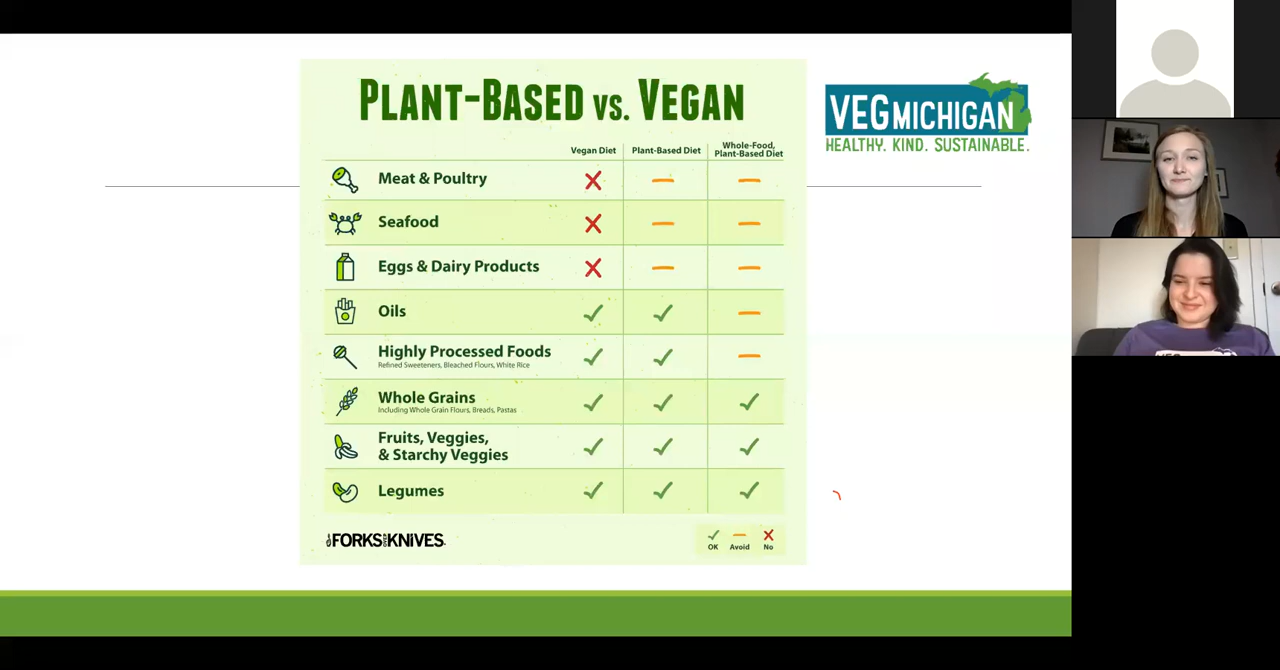 PLANT-BASED VS. VEGAN
VEGMICHIGAN
HEALTHY. KIND. SUSTAINABLE.
Vegan Diet
Plant-Based Diet
Whole-Food,
Plant-Based Diet
Meat & Poultry
Seafood
Eggs & Dairy Products
Oils
Highly Processed Foods
Refined Sweeteners, Bleached Flours, White Rice
Whole Grains
Including Whole Grain Flours, Breads, Pastas
Fruits, Veggies,
& Starchy Veggies
Legumes
FORKS OVER KNIVES
OK
Avoid
No